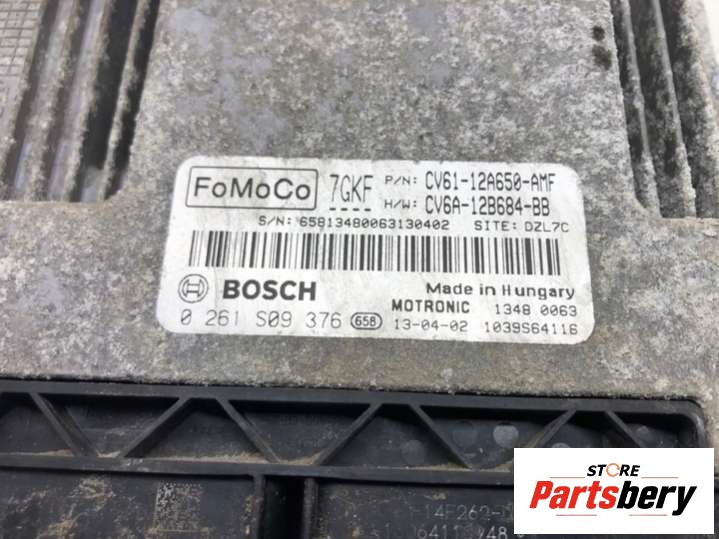 FoMoCo 7GKF P/N: CV61-12A650-AMF
H/W: CV6A-12B684-BB
S/N: 65813480063130402 SITE: DZL7C
BOSCH Made in Hungary
MOTRONIC 1348 0063
0 261 S09 376 658 13-04-02 1039S64116
STORE
Partsbery